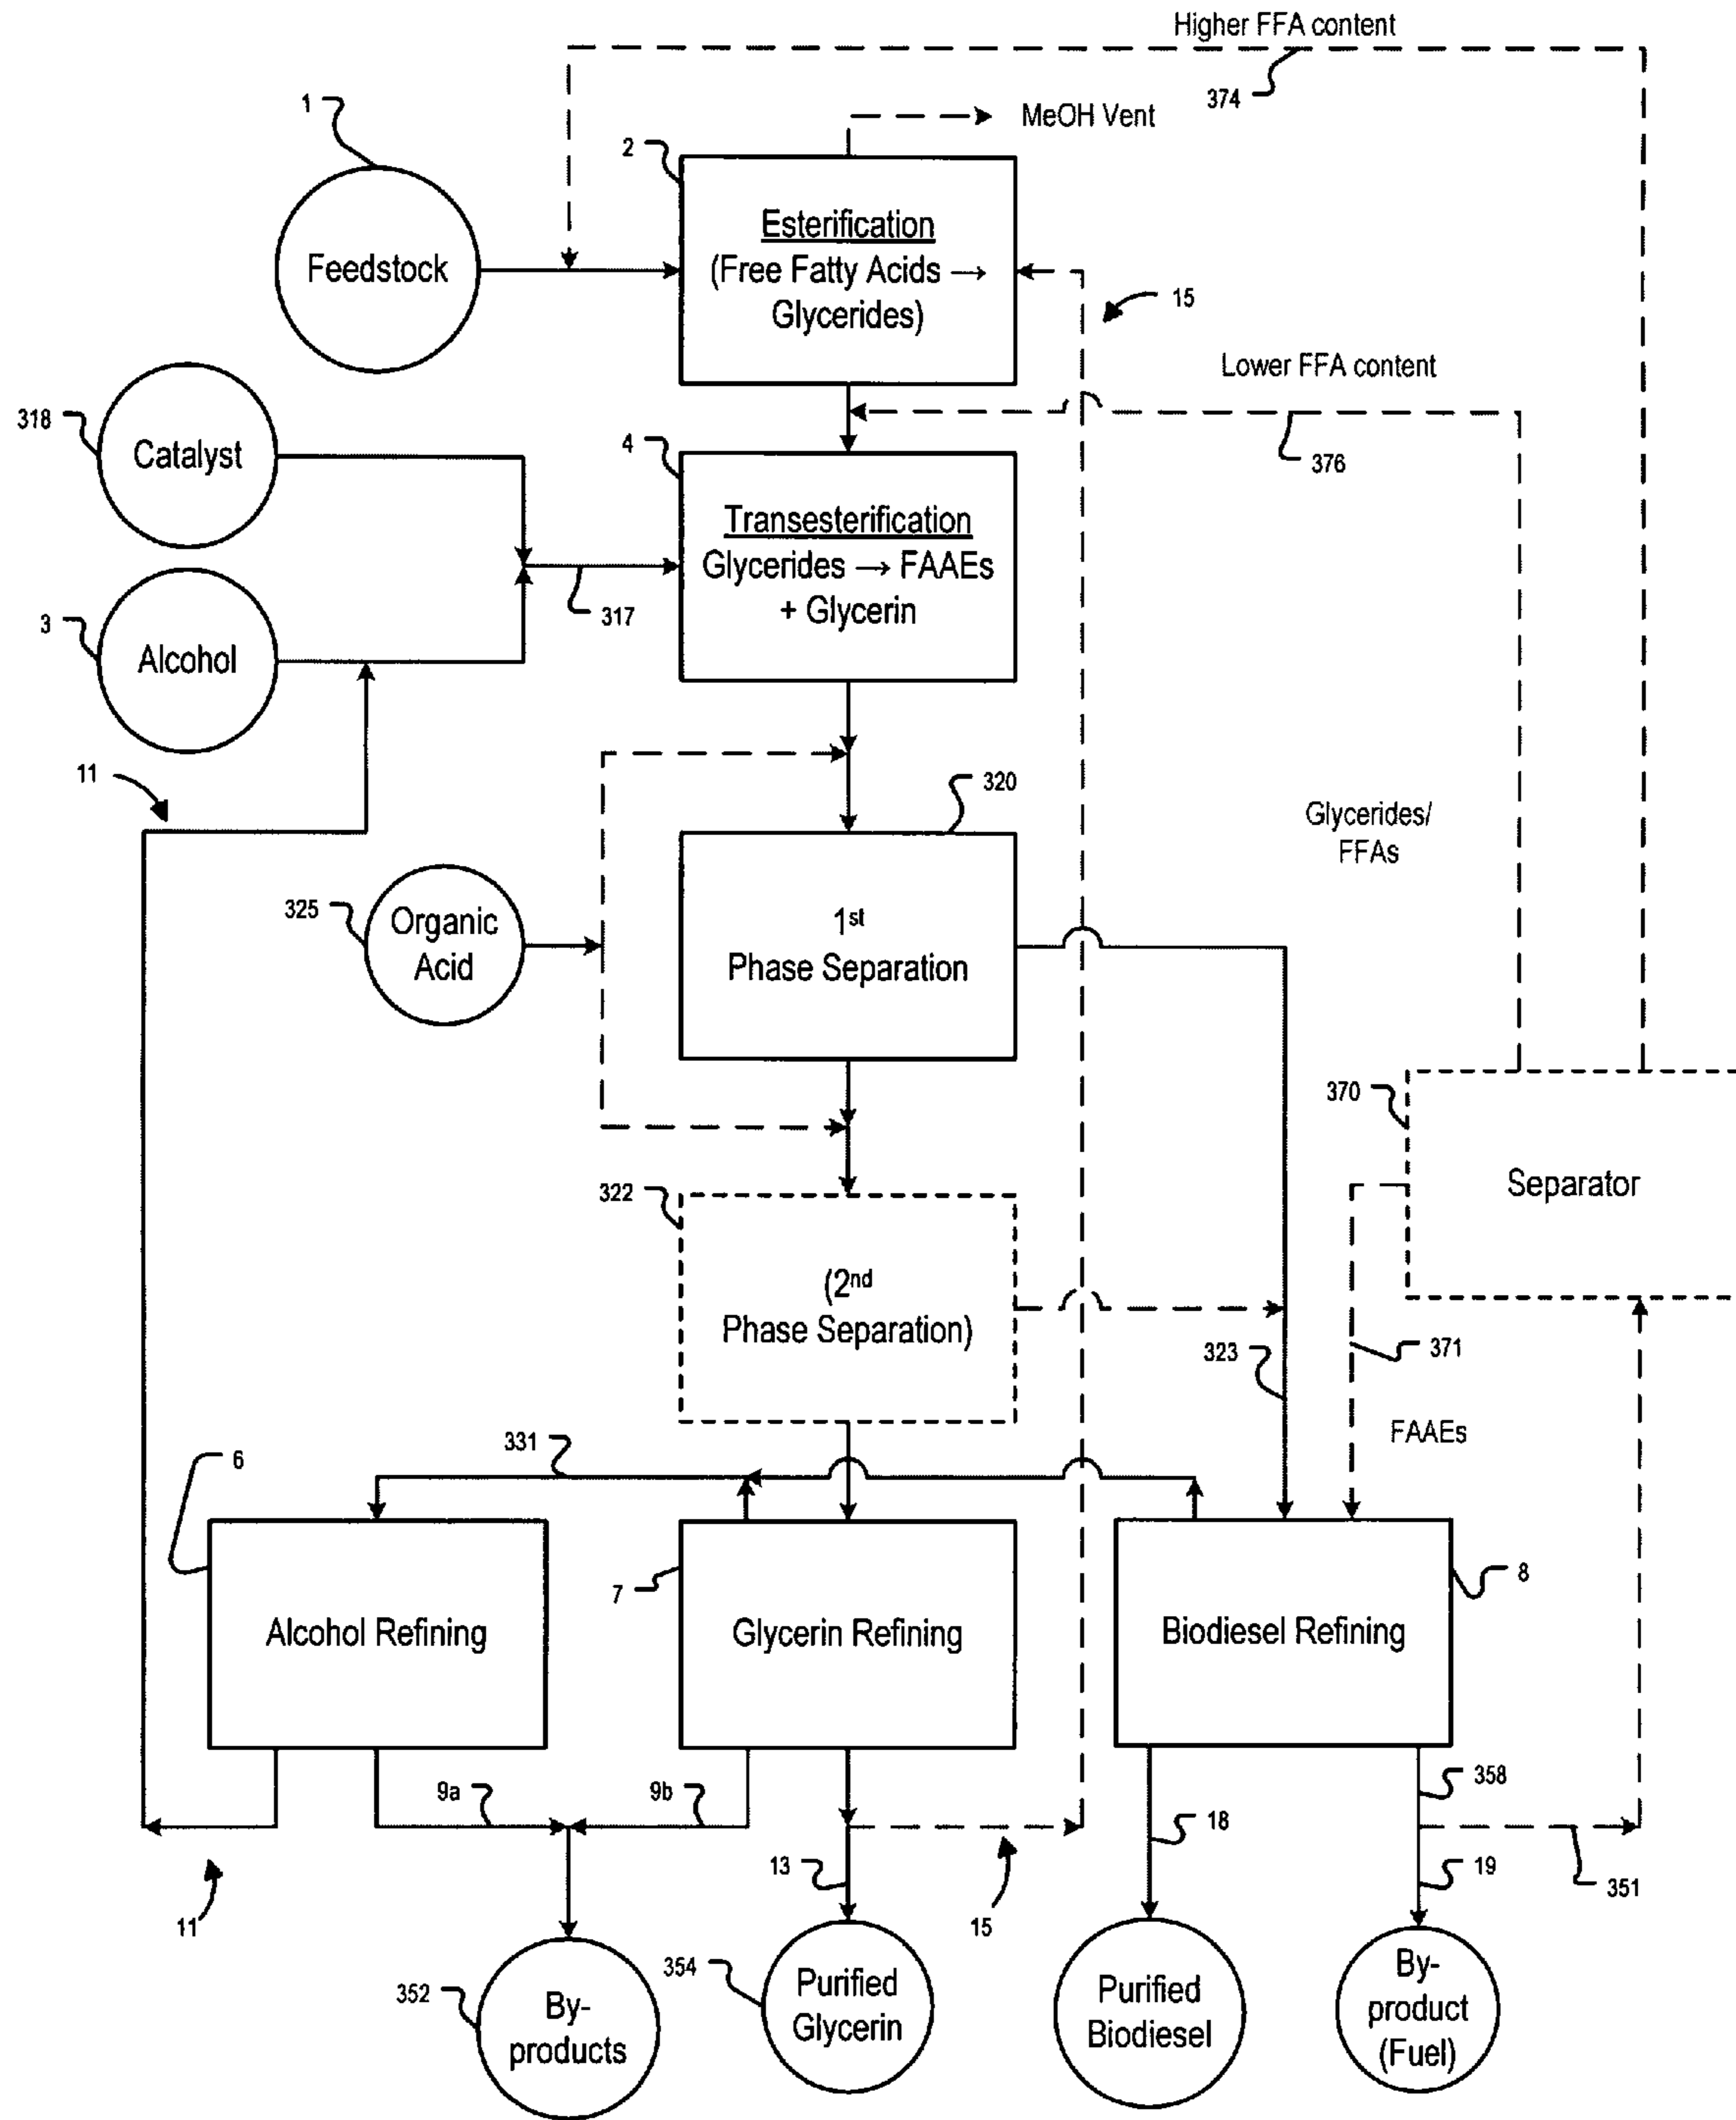 Higher FFA content
374
1
MeOH Vent
2
Esterification
(Free Fatty Acids →
Glycerides)
Feedstock
15
Lower FFA content
318
Catalyst
4
376
Transesterification
Glycerides → FAAEs
+ Glycerin
317
3
Alcohol
11
320
Glycerides/
FFAs
325
Organic
Acid
1st
Phase Separation
370
Separator
322
(2nd
Phase Separation)
323
371
FAAEs
331
6
7
8
Alcohol Refining
Glycerin Refining
Biodiesel Refining
9a
9b
358
18
13
19
351
11
15
352
By-
products
354
Purified
Glycerin
Purified
Biodiesel
By-
product
(Fuel)